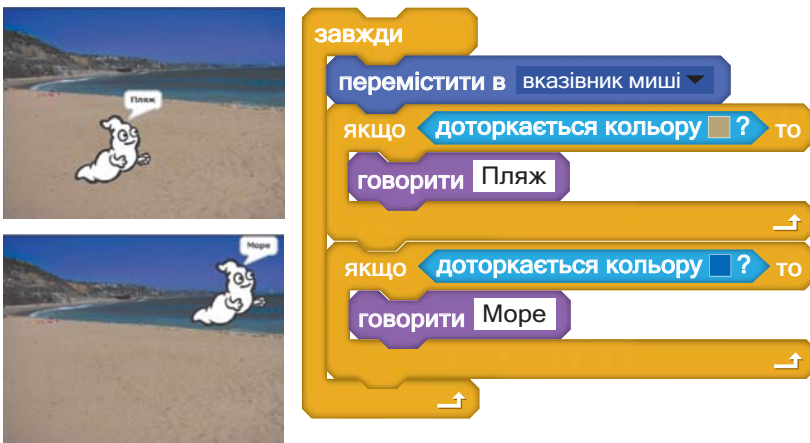 Пляж
Море
завжди
перемістити в вказівник миші
якщо доторкається кольору ? то
говорити Пляж
якщо доторкається кольору ? то
говорити Море